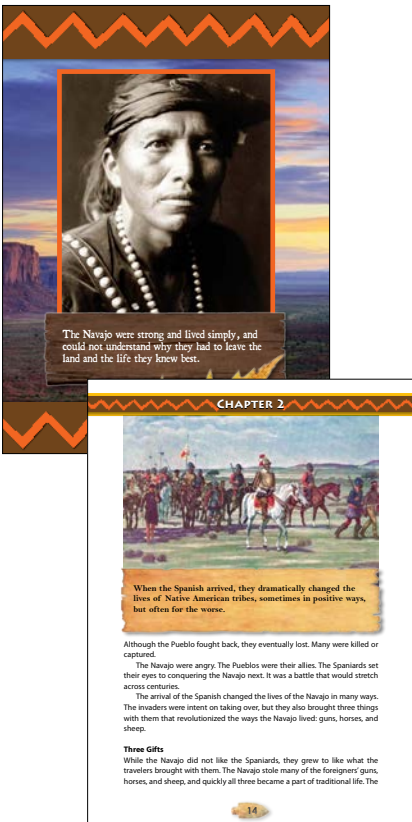 The Navajo were strong and lived simply, and
could not understand why they had to leave the
land and the life they knew best.
CHAPTER 2
When the Spanish arrived, they dramatically changed the
lives of Native American tribes, sometimes in positive ways,
but often for the worse.
Although the Pueblo fought back, they eventually lost. Many were killed or
captured.
The Navajo were angry. The Pueblos were their allies. The Spaniards set
their eyes to conquering the Navajo next. It was a battle that would stretch
across centuries.
The arrival of the Spanish changed the lives of the Navajo in many ways.
The invaders were intent on taking over, but they also brought three things
with them that revolutionized the ways the Navajo lived: guns, horses, and
sheep.
Three Gifts
While the Navajo did not like the Spaniards, they grew to like what the
travelers brought with them. The Navajo stole many of the foreigners' guns,
horses, and sheep, and quickly all three became a part of traditional life. The
14